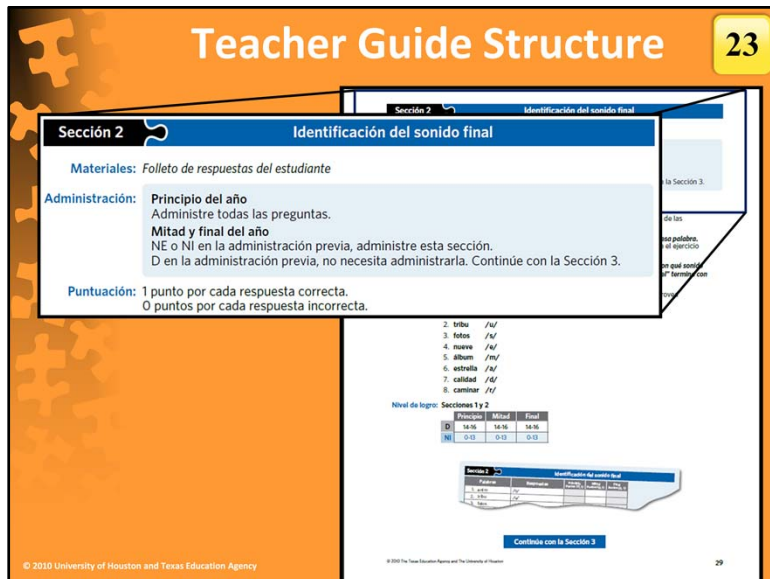 Teacher Guide Structure
23
Sección 2
Identificación del sonido final
Sección 2 Identificación del sonido final
Materiales: Folleto de respuestas del estudiante
Administración: Principio del año
Administre todas las preguntas.
Mitad y final del año
NE o NI en la administración previa, administre esta sección.
D en la administración previa, no necesita administrarla. Continúe con la Sección 3.
Puntuación: 1 punto por cada respuesta correcta.
0 puntos por cada respuesta incorrecta.
la Sección 3.
de las
palabra.
el ejercicio
qué sonido
termina con
2. tribu /u/
3. fotos /s/
4. nueve /e/
5. álbum /m/
6. estrella /a/
7. calidad /d/
8. caminar /r/
Nivel de logro: Secciones 1 y 2
Principio Mitad Final
D 14-16 14-16 14-16
NI 0-13 0-13 0-13
Sección 2 Identificación del sonido final
Continúe con la Sección 3
© 2010 The Texas Education Agency and The University of Houston
29
© 2010 University of Houston and Texas Education Agency